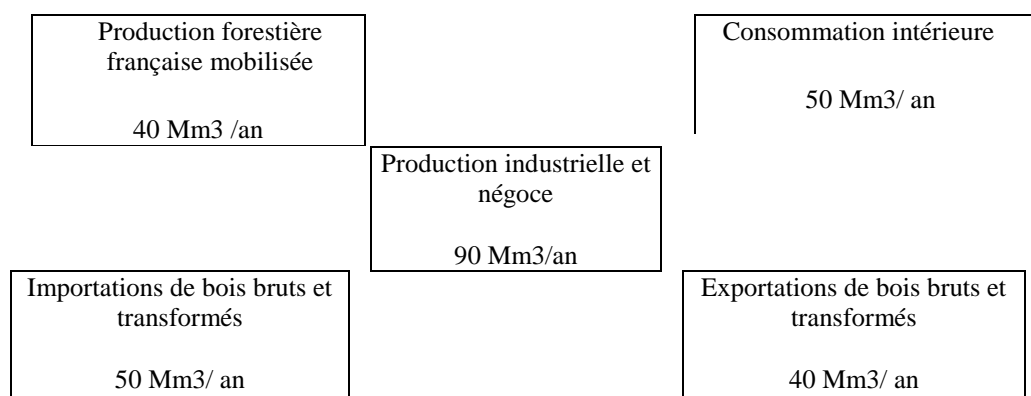 Production forestière
française mobilisée
40 Mm3 /an
Consommation intérieure
50 Mm3/ an
Production industrielle et
négoce
90 Mm3/an
Importations de bois bruts et
transformés
50 Mm3/ an
Exportations de bois bruts et
transformés
40 Mm3/ an